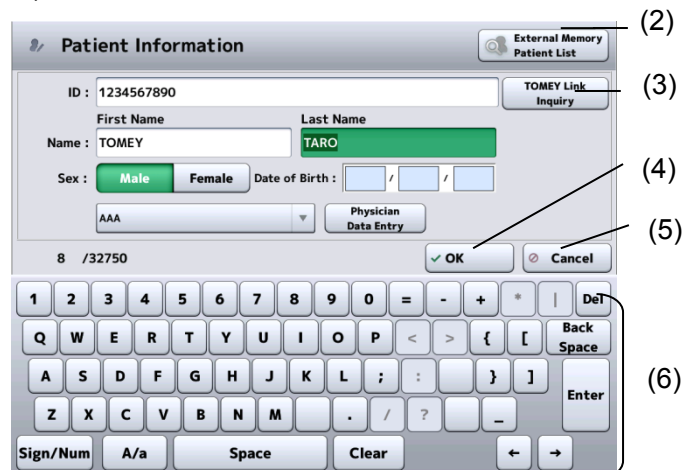 (2)
Patient Information
External Memory
Patient List
(3)
ID : 1234567890
TOMEY Link
Inquiry
First Name Last Name
Name : TOMEY TARO
(4)
Sex : Male Female Date of Birth : / /
AAA ▼ Physician
Data Entry
(5)
8 /32750 ✓ OK ⊘ Cancel
1 2 3 4 5 6 7 8 9 0 = - + * | Del
Q W E R T Y U I O P < > { [ Back
Space
A S D F G H J K L ; : } ] Enter
(6)
Z X C V B N M . / ? _
Sign/Num A/a Space Clear ← →